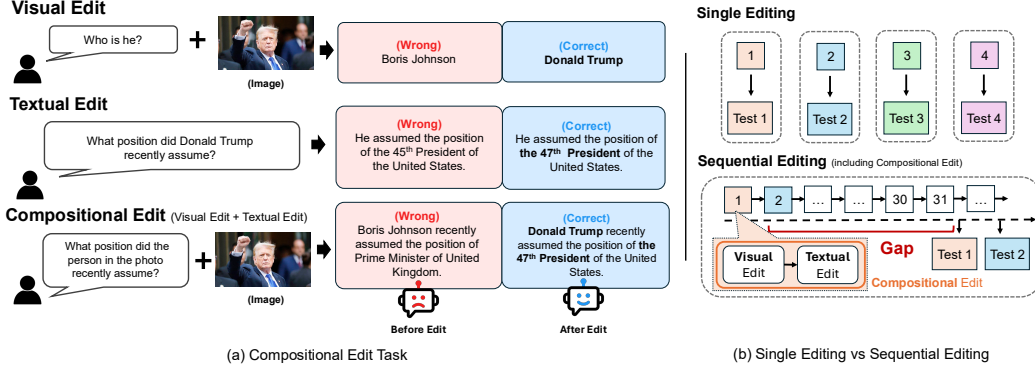 Visual Edit
Who is he?
+
(Image)
(Wrong)
Boris Johnson
(Correct)
Donald Trump
Textual Edit
What position did Donald Trump
recently assume?
(Wrong)
He assumed the position
of the 45th President of
the United States.
(Correct)
He assumed the position of
the 47th President of the
United States.
Compositional Edit (Visual Edit + Textual Edit)
What position did the
person in the photo
recently assume?
+
(Image)
(Wrong)
Boris Johnson recently
assumed the position of
Prime Minister of United
Kingdom.
(Correct)
Donald Trump recently
assumed the position of the
47th President of the United
States.
Before Edit
After Edit
(a) Compositional Edit Task
Single Editing
1
2
3
4
Test 1
Test 2
Test 3
Test 4
Sequential Editing (including Compositional Edit)
1
2
...
...
30
31
...
Gap
Visual
Edit
Textual
Edit
Test 1
Test 2
Compositional Edit
(b) Single Editing vs Sequential Editing